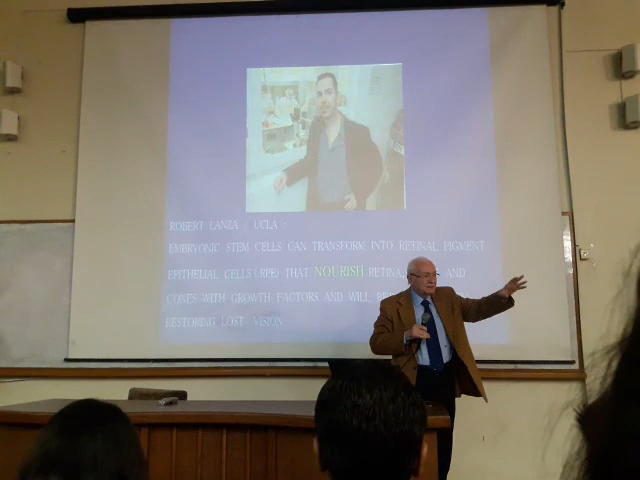 ROBERT LANZA ( UCLA ) :
EMBRYONIC STEM CELLS CAN TRANSFORM INTO RETINAL PIGMENT
EPITHELIAL CELLS (RPE) THAT NOURISH RETINA, AND
CONES WITH GROWTH FACTORS AND WILL
RESTORING LOST VISION